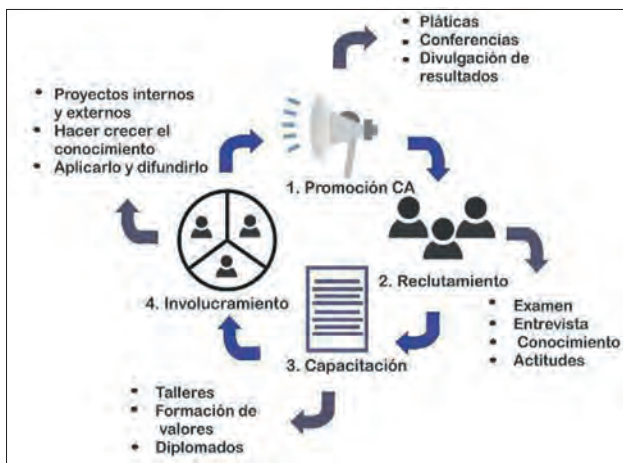 • Pláticas
• Conferencias
• Divulgación de
resultados
• Proyectos internos
y externos
• Hacer crecer el
conocimiento
• Aplicarlo y difundirlo
1. Promoción CA
2. Reclutamiento
• Examen
• Entrevista
• Conocimiento
• Actitudes
3. Capacitación
• Talleres
• Formación de
valores
• Diplomados
4. Involucramiento